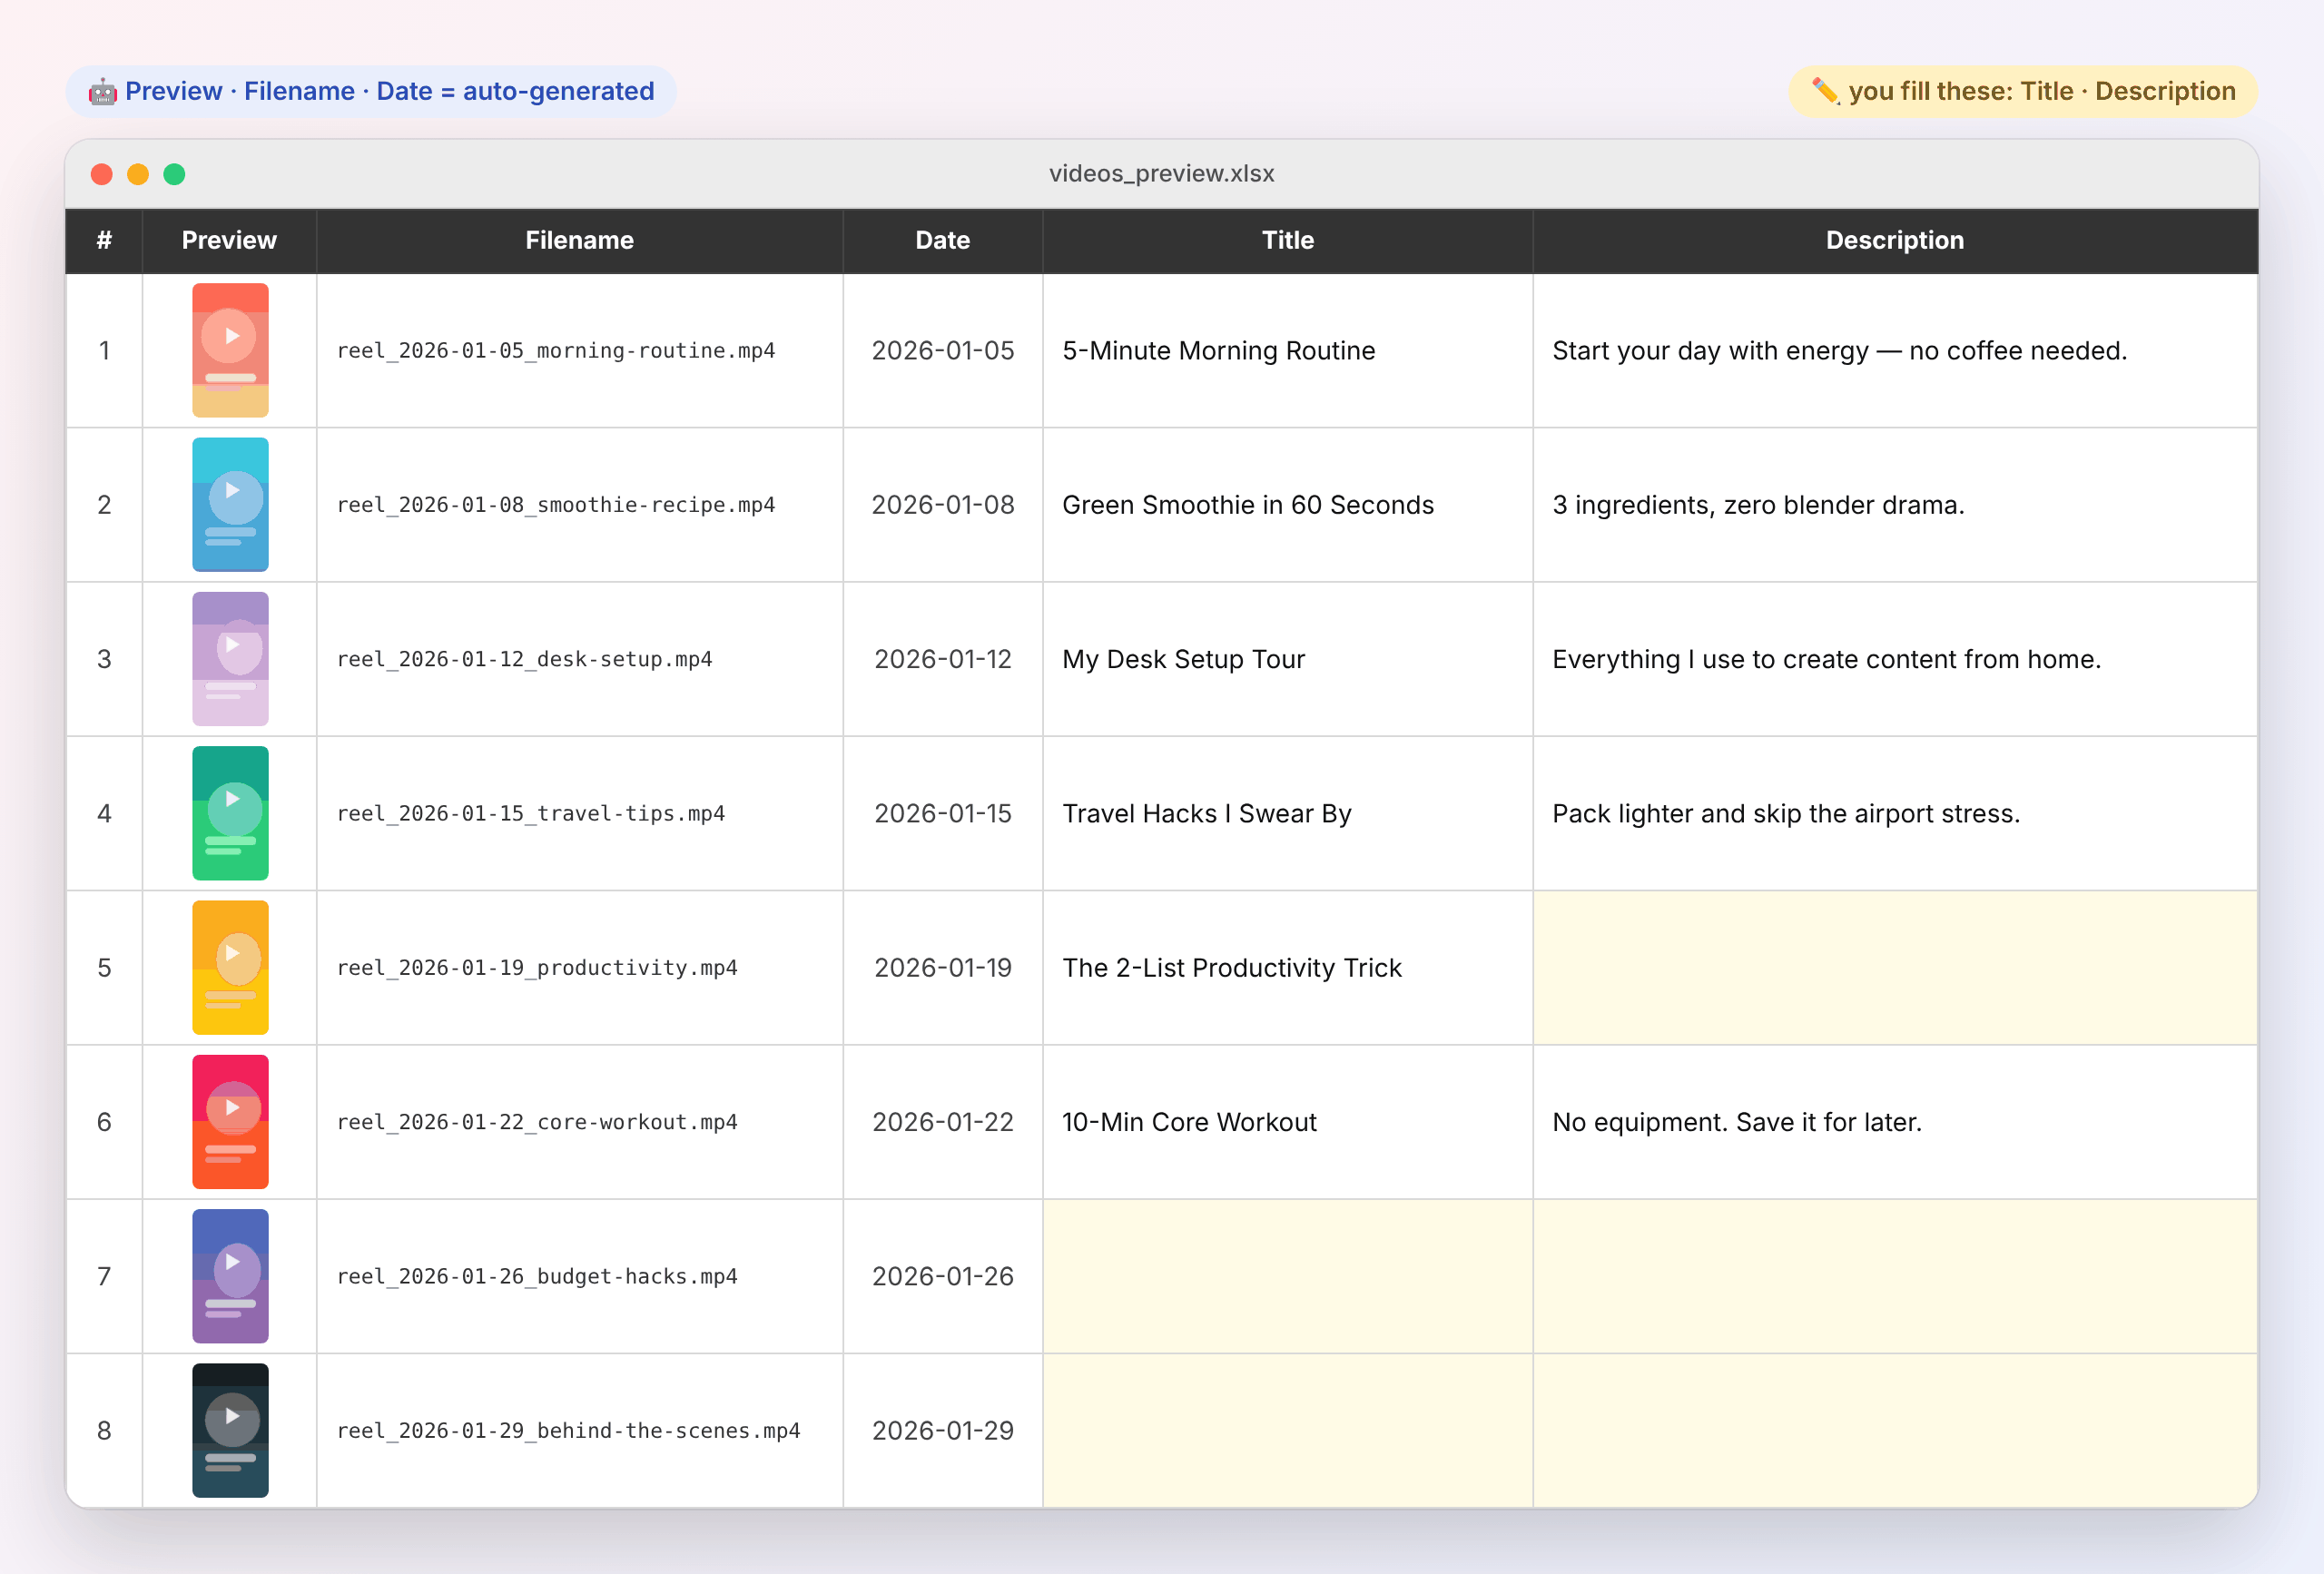 🤖 Preview · Filename · Date = auto-generated
✏️ you fill these: Title · Description
videos_preview.xlsx
# Preview Filename Date Title Description
1 reel_2026-01-05_morning-routine.mp4 2026-01-05 5-Minute Morning Routine Start your day with energy — no coffee needed.
2 reel_2026-01-08_smoothie-recipe.mp4 2026-01-08 Green Smoothie in 60 Seconds 3 ingredients, zero blender drama.
3 reel_2026-01-12_desk-setup.mp4 2026-01-12 My Desk Setup Tour Everything I use to create content from home.
4 reel_2026-01-15_travel-tips.mp4 2026-01-15 Travel Hacks I Swear By Pack lighter and skip the airport stress.
5 reel_2026-01-19_productivity.mp4 2026-01-19 The 2-List Productivity Trick
6 reel_2026-01-22_core-workout.mp4 2026-01-22 10-Min Core Workout No equipment. Save it for later.
7 reel_2026-01-26_budget-hacks.mp4 2026-01-26
8 reel_2026-01-29_behind-the-scenes.mp4 2026-01-29